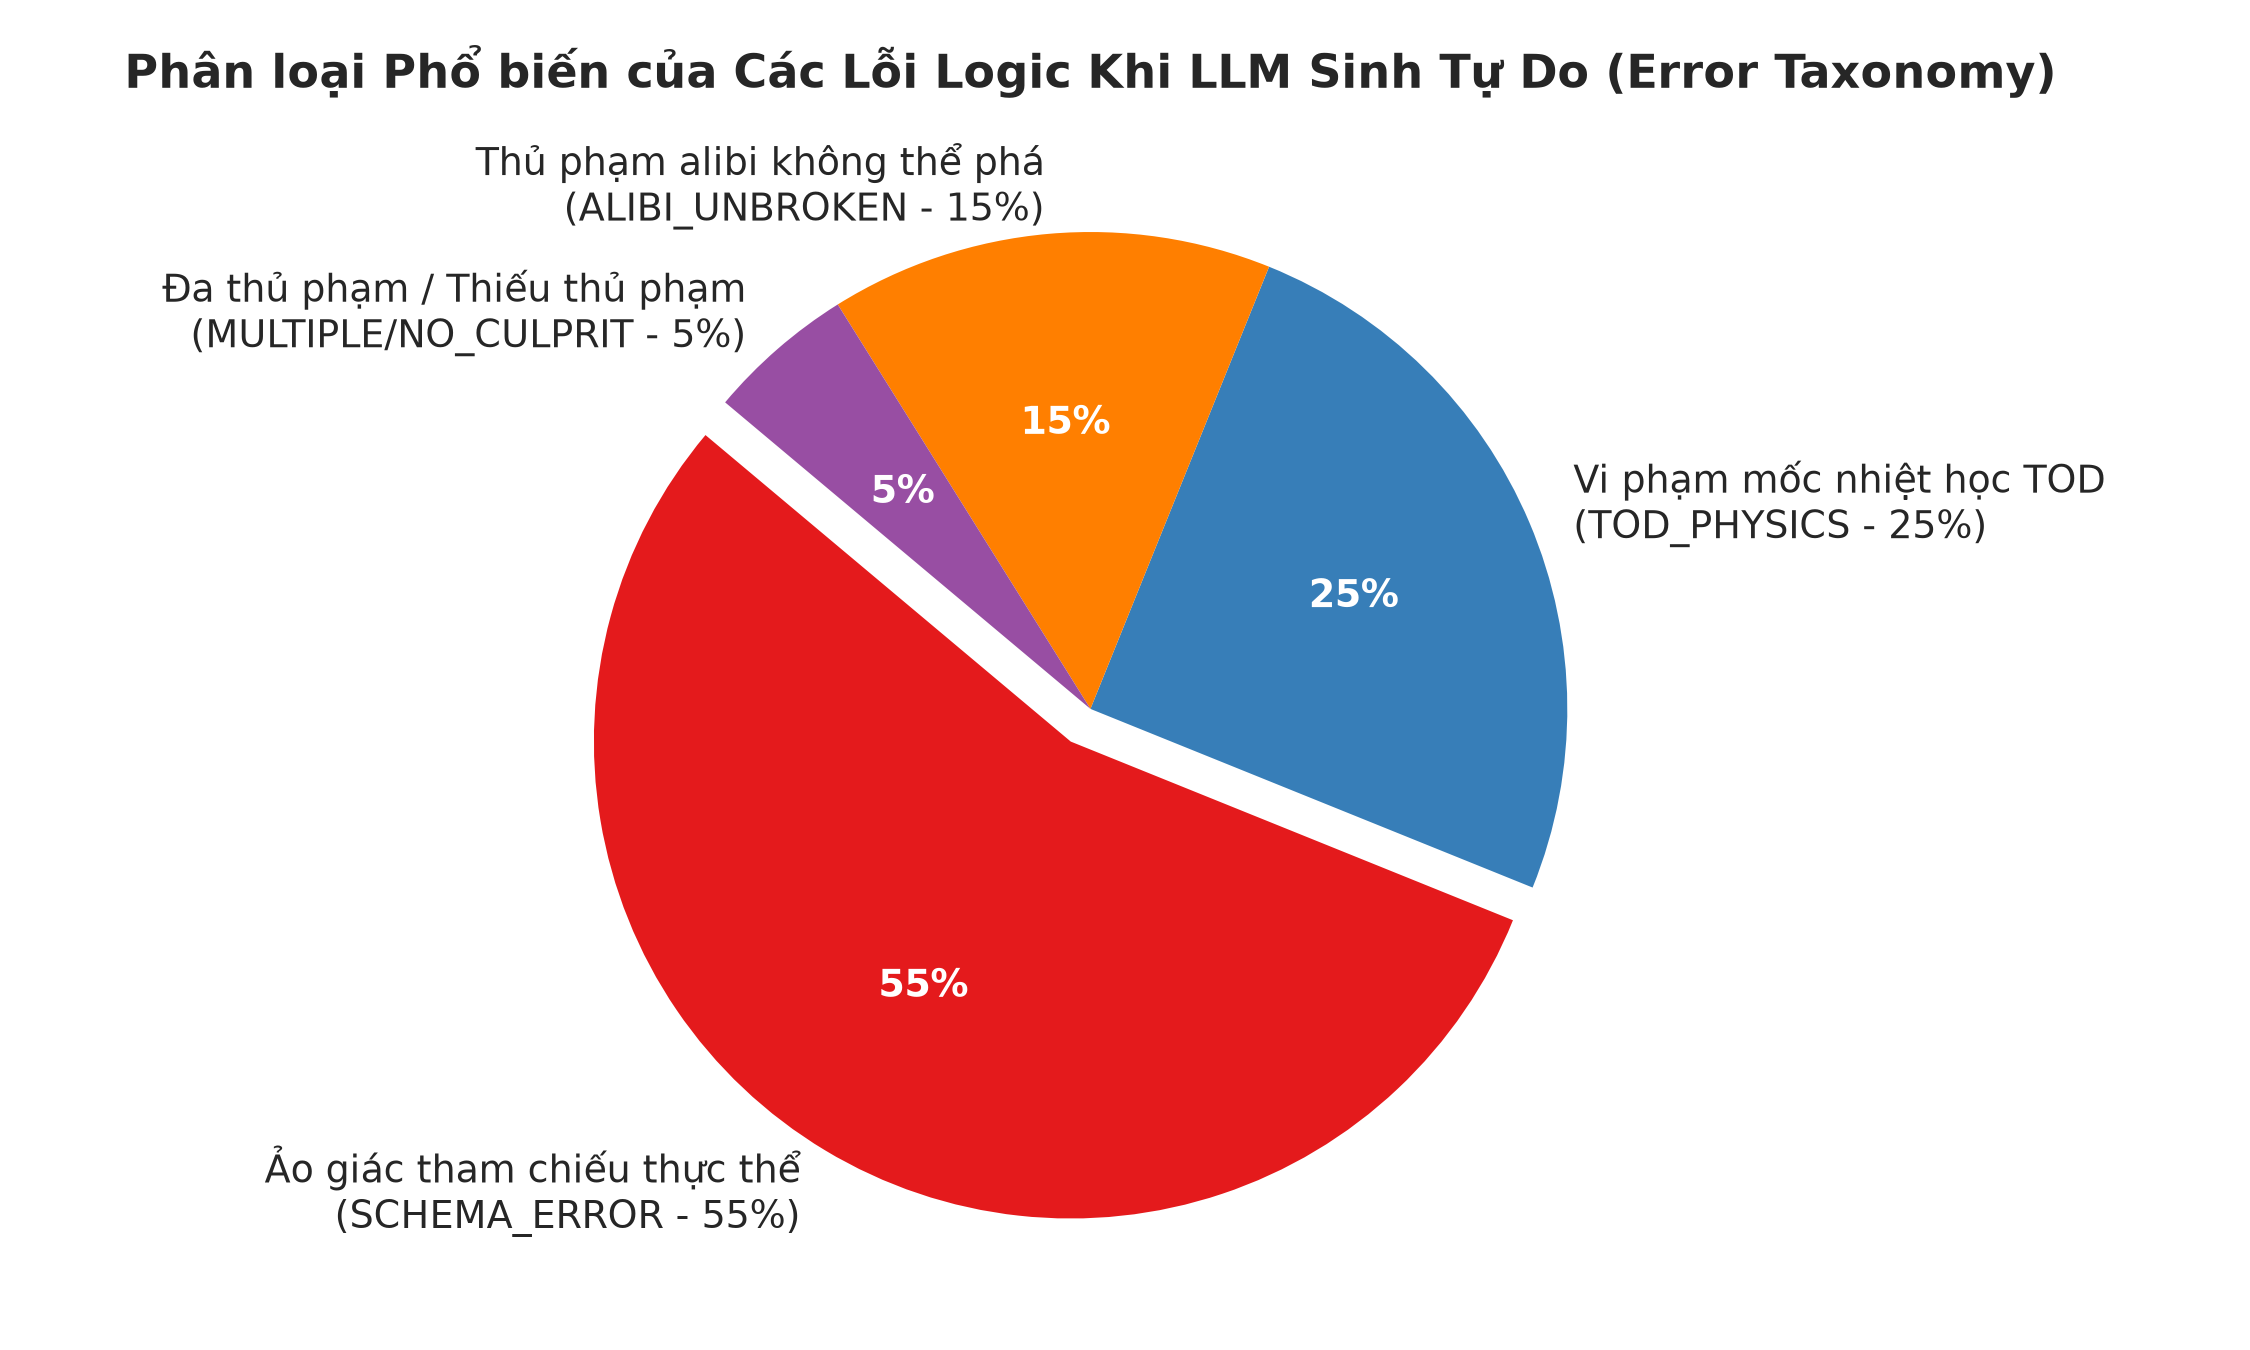 Phân loại Phổ biến của Các Lỗi Logic Khi LLM Sinh Tự Do (Error Taxonomy)
Thủ phạm alibi không thể phá
(ALIBI_UNBROKEN - 15%)
Đa thủ phạm / Thiếu thủ phạm
(MULTIPLE/NO_CULPRIT - 5%)
15%
5%
Vi phạm mốc nhiệt học TOD
(TOD_PHYSICS - 25%)
25%
55%
Ảo giác tham chiếu thực thể
(SCHEMA_ERROR - 55%)